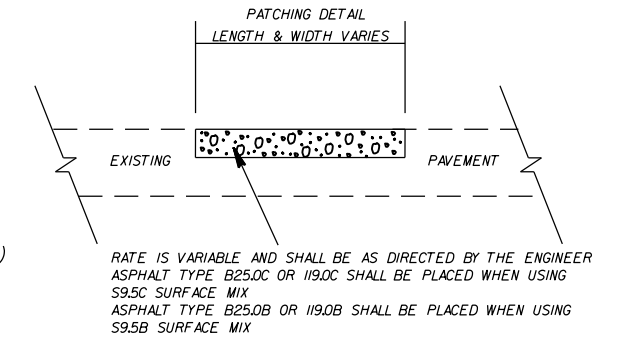 PATCHING DETAIL
LENGTH & WIDTH VARIES
EXISTING
PAVEMENT
)
RATE IS VARIABLE AND SHALL BE AS DIRECTED BY THE ENGINEER
ASPHALT TYPE B25.0C OR I19.0C SHALL BE PLACED WHEN USING
S9.5C SURFACE MIX
ASPHALT TYPE B25.0B OR I19.0B SHALL BE PLACED WHEN USING
S9.5B SURFACE MIX